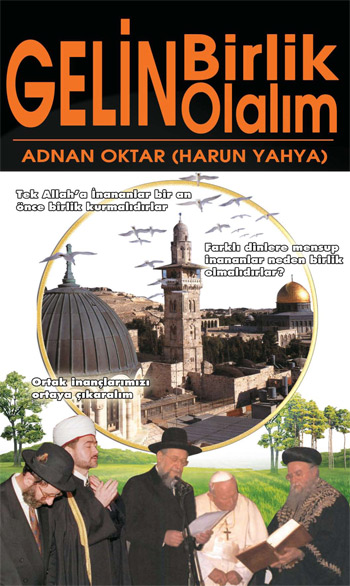 GELİN Birlik
Olalım
ADNAN OKTAR (HARUN YAHYA)
Tek Allah'a İnananlar bir an
önce birlik kurmalıdırlar
Farklı dinlere mensup
inananlar neden birlik
olmalıdırlar?
Ortak inançlarımızı
ortaya çıkaralım